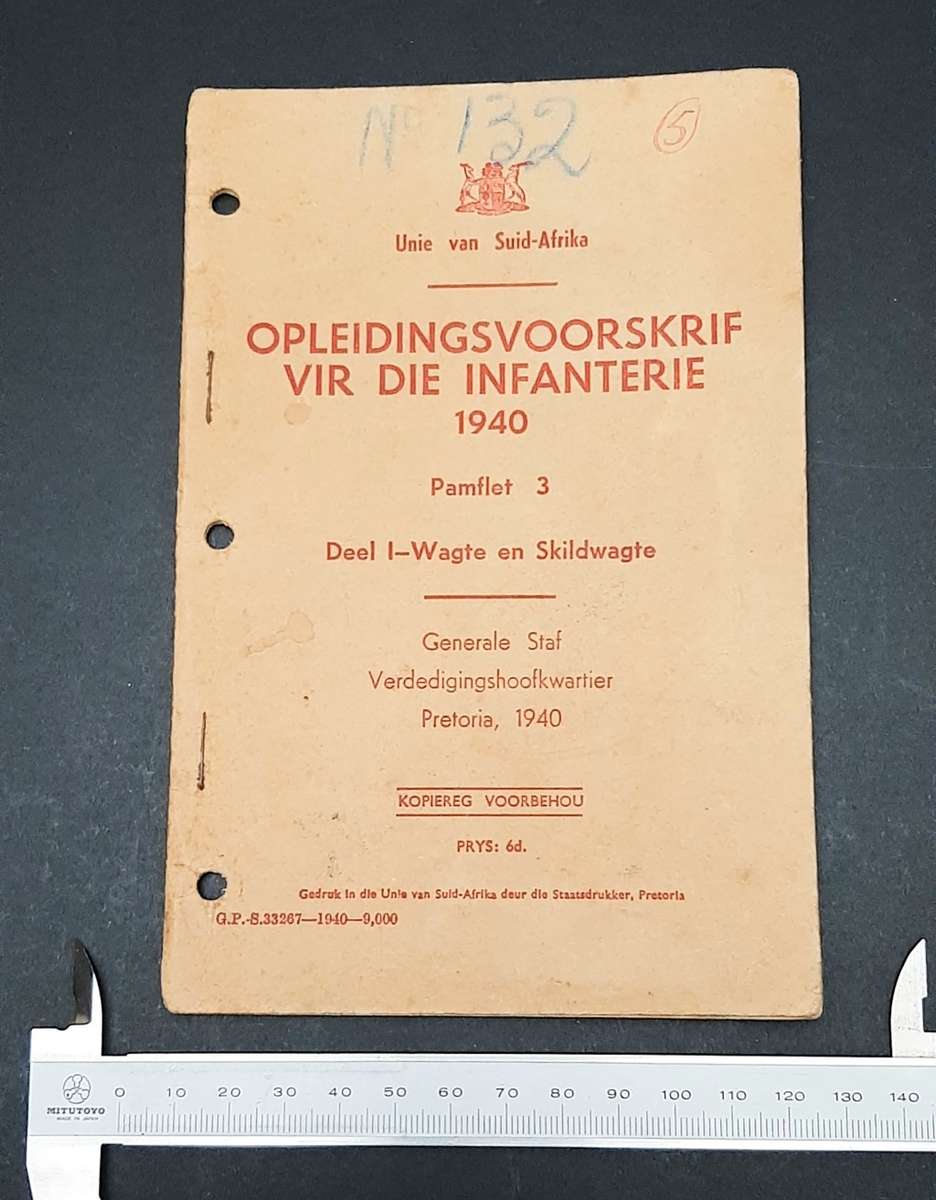 No 132
5
Unie van Suid-Afrika
OPLEIDINGSVOORSKRIF
VIR DIE INFANTERIE
1940
Pamflet 3
Deel I—Wagte en Skildwagte
Generale Staf
Verdedigingshoofkwartier
Pretoria, 1940
KOPIEREG VOORBEHOU
PRYS: 6d.
Gedruk in die Unie van Suid-Afrika deur die Staatsdrukker, Pretoria
G.P.-S.33267—1940—9,000
0 10 20 30 40 50 60 70 80 90 100 110 120 130 140
MITUTOYO
MADE IN JAPAN